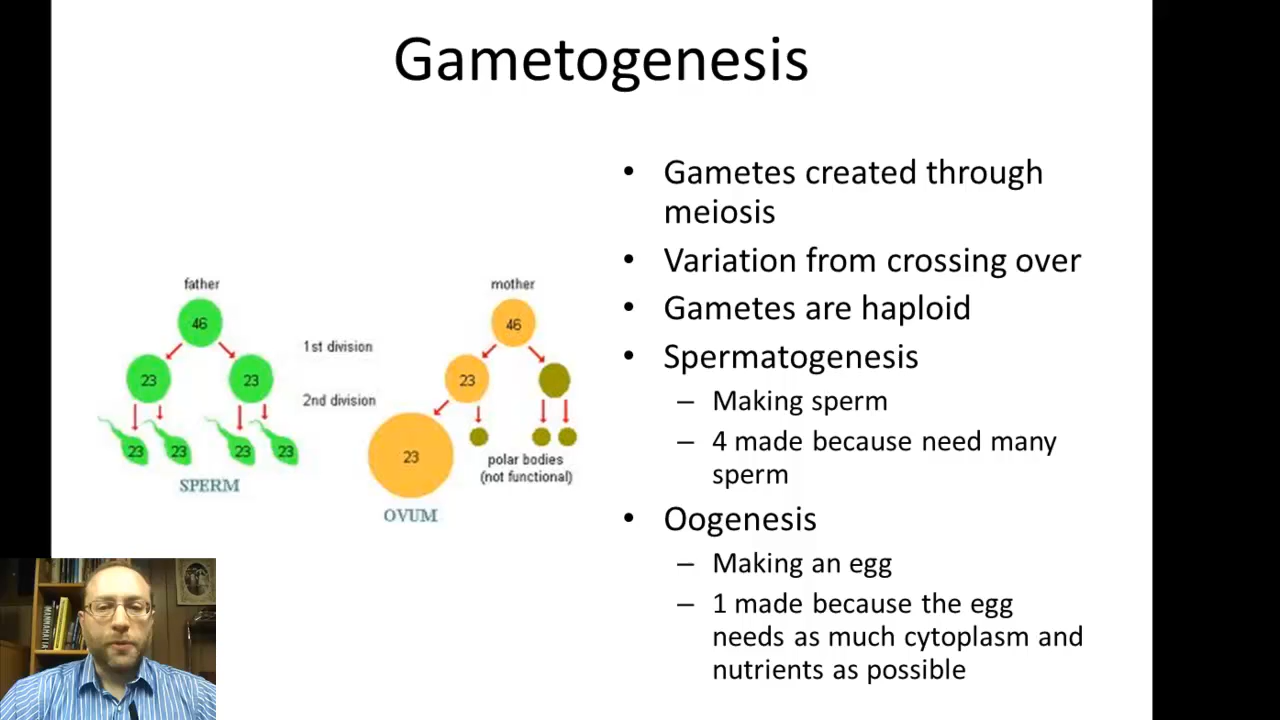 Gametogenesis
father
46
23
23
23
23
23
23
SPERM
1st division
2nd division
mother
46
23
23
polar bodies
(not functional)
OVUM
• Gametes created through
meiosis
• Variation from crossing over
• Gametes are haploid
• Spermatogenesis
– Making sperm
– 4 made because need many
sperm
• Oogenesis
– Making an egg
– 1 made because the egg
needs as much cytoplasm and
nutrients as possible